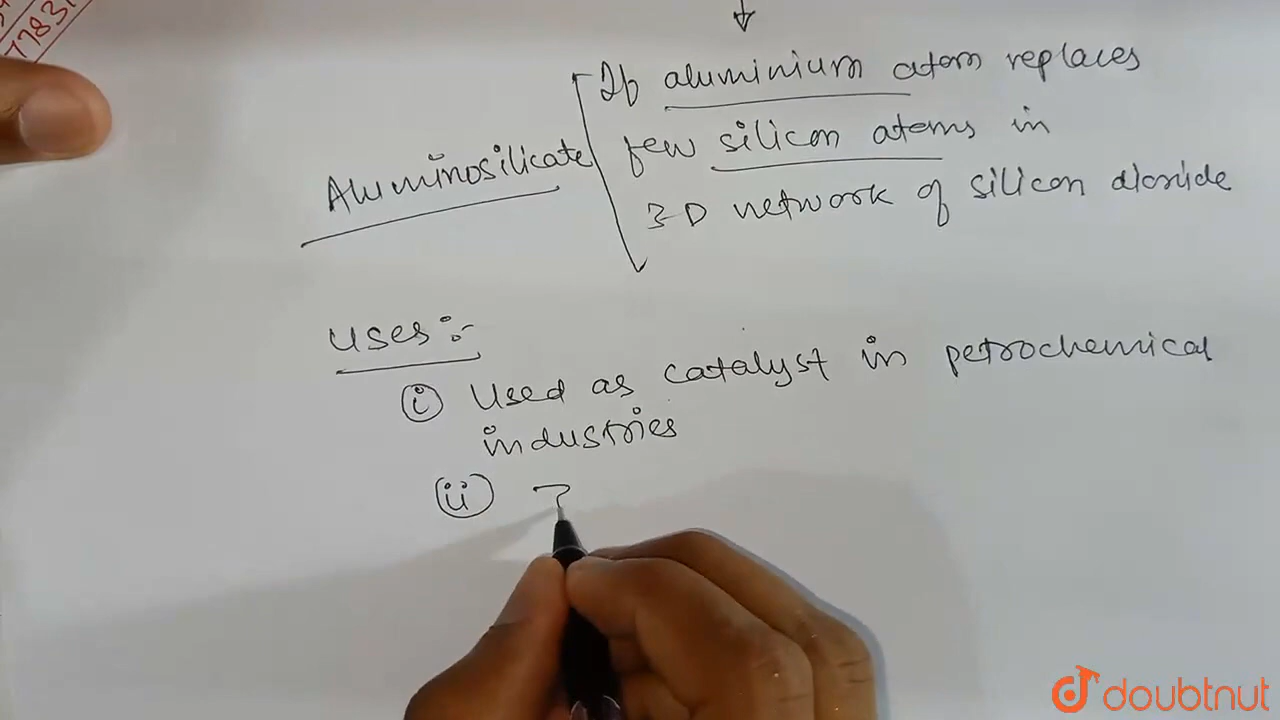 77831
If aluminium atom replaces
Aluminosilicate few silicon atoms in
3-D network of silicon dioxide
Uses:-
(i) Used as catalyst in petrochemical
industries
(ii)
doubtnut